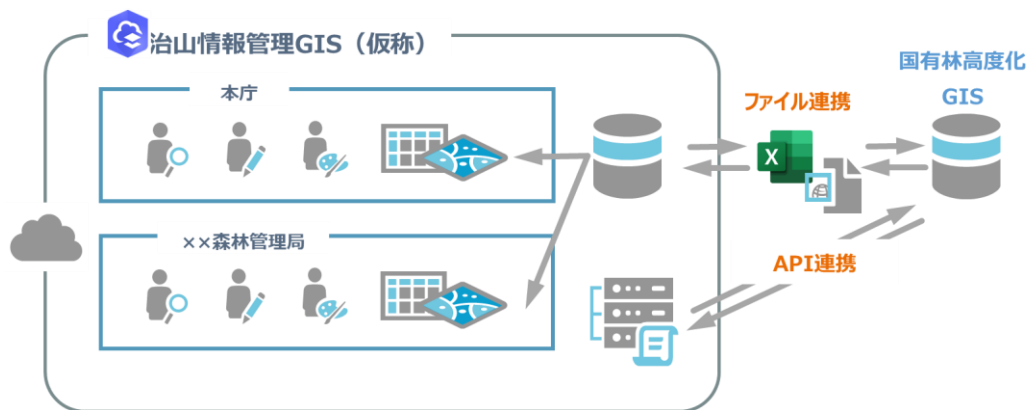 治山情報管理GIS（仮称）
本庁
××森林管理局
ファイル連携
X
国有林高度化
GIS
API連携